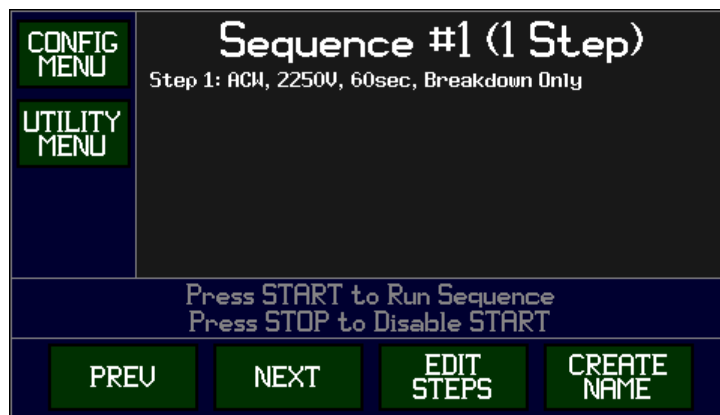 CONFIG
MENU
UTILITY
MENU
Sequence #1 (1 Step)
Step 1: ACW, 2250V, 60sec, Breakdown Only
Press START to Run Sequence
Press STOP to Disable START
PREV
NEXT
EDIT
STEPS
CREATE
NAME